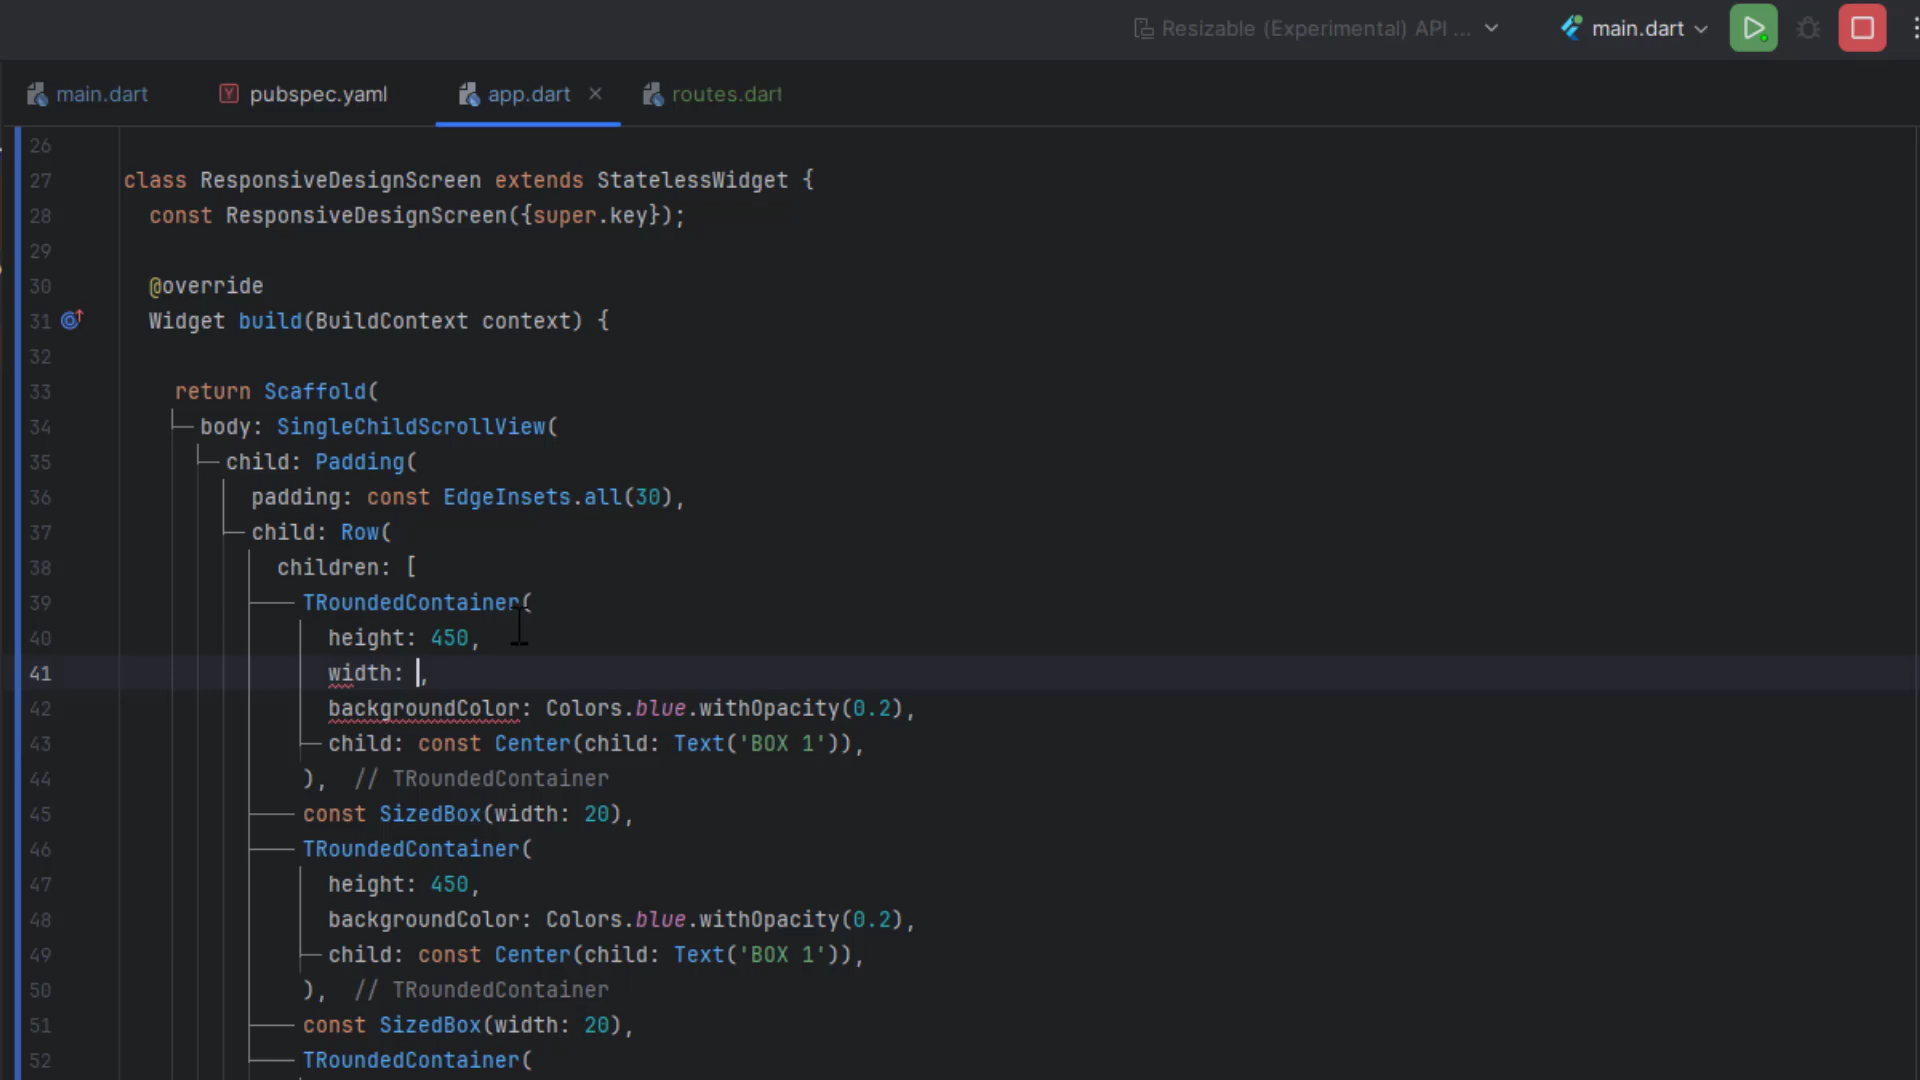 Resizable (Experimental) API ...
main.dart
main.dart
pubspec.yaml
app.dart
routes.dart
26
27 class ResponsiveDesignScreen extends StatelessWidget {
28 const ResponsiveDesignScreen({super.key});
29
30 @override
31 Widget build(BuildContext context) {
32
33 return Scaffold(
34 body: SingleChildScrollView(
35 child: Padding(
36 padding: const EdgeInsets.all(30),
37 child: Row(
38 children: [
39 TRoundedContainer(
40 height: 450,
41 width: ,
42 backgroundColor: Colors.blue.withOpacity(0.2),
43 child: const Center(child: Text('BOX 1')),
44 ), // TRoundedContainer
45 const SizedBox(width: 20),
46 TRoundedContainer(
47 height: 450,
48 backgroundColor: Colors.blue.withOpacity(0.2),
49 child: const Center(child: Text('BOX 1')),
50 ), // TRoundedContainer
51 const SizedBox(width: 20),
52 TRoundedContainer(